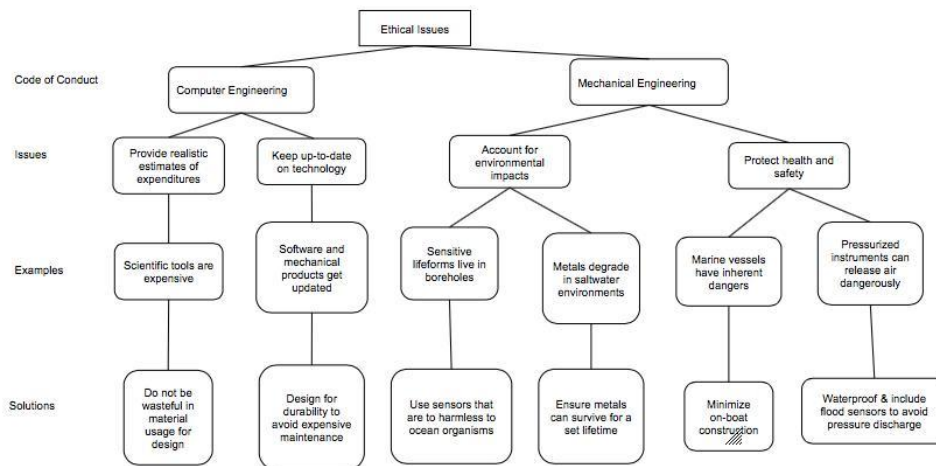 Ethical Issues
Code of Conduct
Computer Engineering
Mechanical Engineering
Issues
Provide realistic
estimates of
expenditures
Keep up-to-date
on technology
Account for
environmental
impacts
Protect health and
safety
Examples
Scientific tools are
expensive
Software and
mechanical
products get
updated
Sensitive
lifeforms live in
boreholes
Metals degrade
in saltwater
environments
Marine vessels
have inherent
dangers
Pressurized
instruments can
release air
dangerously
Solutions
Do not be
wasteful in
material
usage for
design
Design for
durability to
avoid expensive
maintenance
Use sensors that
are to harmless to
ocean organisms
Ensure metals
can suvive for a
set lifetime
Minimize
on-boat
construction
Waterproof & include
flood sensors to avoid
pressure discharge